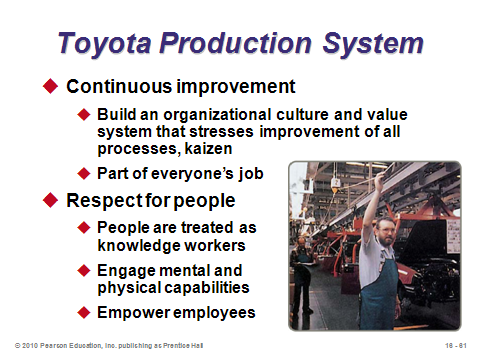 Toyota Production System
Continuous improvement
Build an organizational culture and value
system that stresses improvement of all
processes, kaizen
Part of everyone's job
Respect for people
People are treated as
knowledge workers
Engage mental and
physical capabilities
Empower employees
© 2010 Pearson Education, Inc. publishing as Prentice Hall
16 - 61